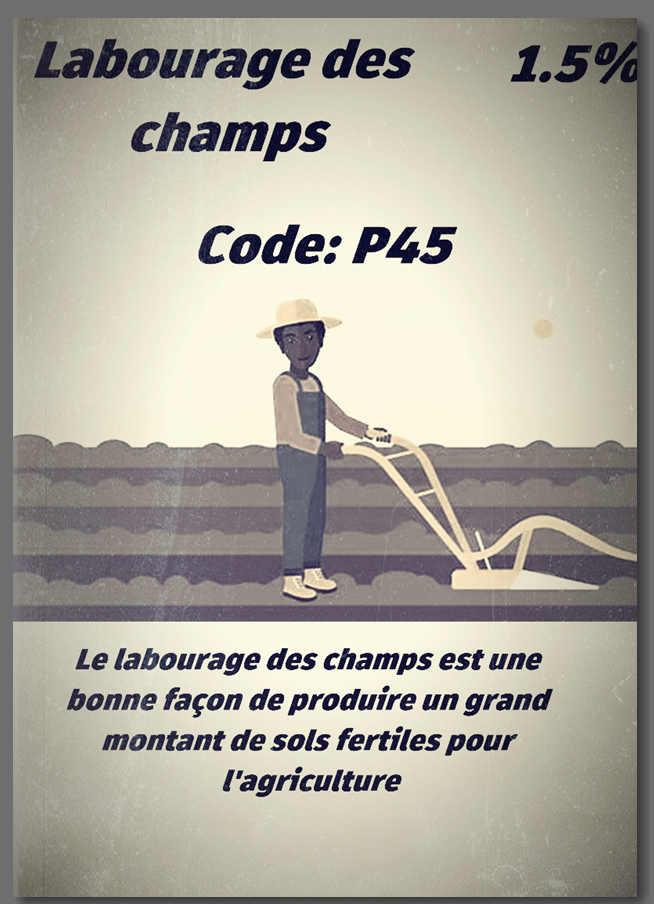 Labourage des 1.5%
champs
Code: P45
Le labourage des champs est une
bonne façon de produire un grand
montant de sols fertiles pour
l'agriculture